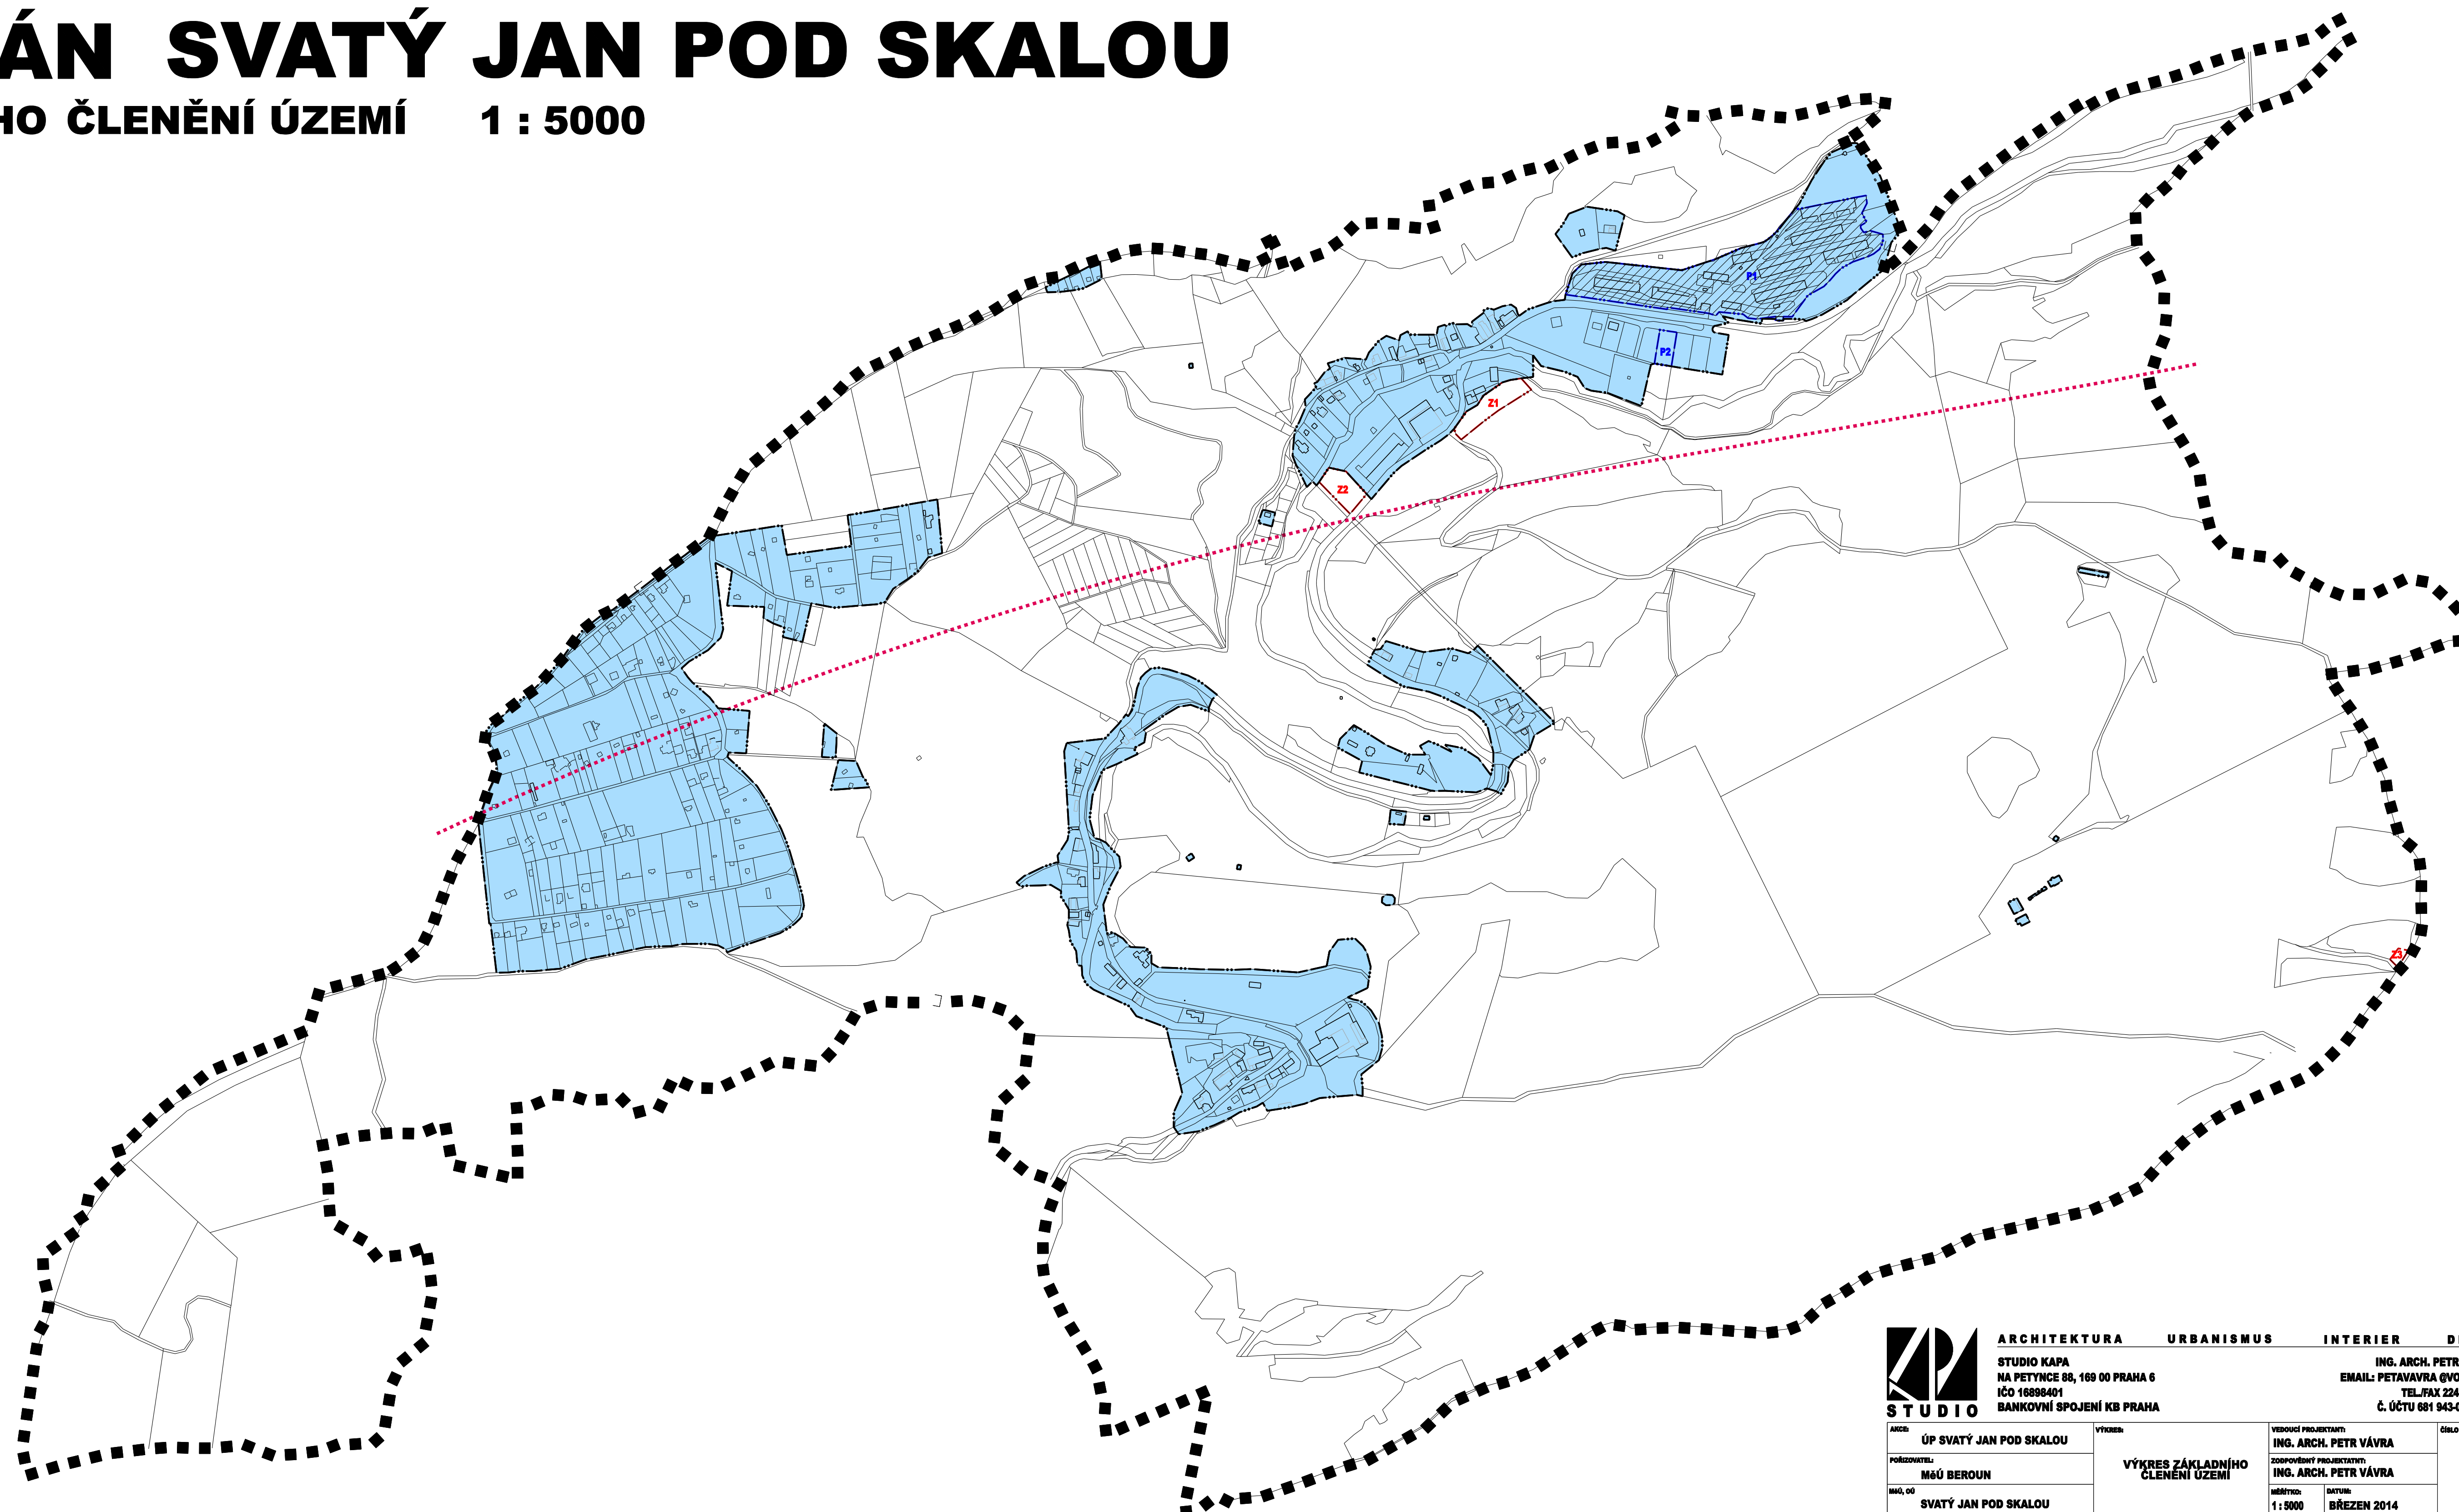 ÁN SVATÝ JAN POD SKALOU
HO ČLENĚNÍ ÚZEMÍ 1 : 5000
P1
P2
Z1
Z2
Z3
ARCHITEKTURA URBANISMUS INTERIER D
STUDIO
STUDIO KAPA
NA PETYNCE 88, 169 00 PRAHA 6
IČO 16898401
BANKOVNÍ SPOJENÍ KB PRAHA
ING. ARCH. PETR
EMAIL: PETAVAVRA @VO
TEL./FAX 224
Č. ÚČTU 681 943-0
AKCE:
ÚP SVATÝ JAN POD SKALOU
POŘIZOVATEL:
MěÚ BEROUN
MěÚ, OÚ
SVATÝ JAN POD SKALOU
VÝKRES:
VÝKRES ZÁKLADNÍHO
ČLENĚNÍ ÚZEMÍ
VEDOUCÍ PROJEKTANT:
ING. ARCH. PETR VÁVRA
ZODPOVĚDNÝ PROJEKTATNT:
ING. ARCH. PETR VÁVRA
MĚŘÍTKO:
1 : 5000
DATUM:
BŘEZEN 2014
ČÍSLO